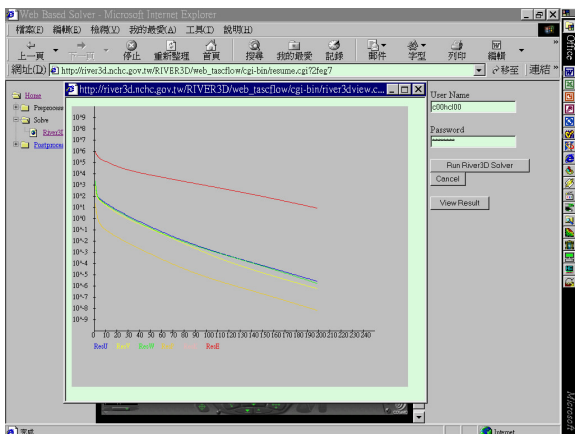 Web Based Solver - Microsoft Internet Explorer
檔案(F) 編輯(E) 檢視(V) 我的最愛(A) 工具(T) 說明(H)
上一頁 停止 重新整理 首頁 搜尋 我的最愛 記錄 郵件 字型 列印 編輯
網址(D) http://river3d.nchc.gov.tw/RIVER3D/web_tascflow/cgi-bin/resume.cgi?2feg7 移至 連結 »
http://river3d.nchc.gov.tw/RIVER3D/web_tascflow/cgi-bin/river3dview.c...
Home
Preprocess
Solve
River3D
Postprocess
10^9
10^8
10^7
10^6
10^5
10^4
10^3
10^2
10^1
0
10^-1
10^-2
10^-3
10^-4
10^-5
10^-6
10^-7
10^-8
10^-9
0 10 20 30 40 50 60 70 80 90 100 110 120 130 140 150 160 170 180 190 200 210 220 230 240
ResU ResV ResW ResE
User Name
c00hcl00
Password
********
Run River3D Solver
Cancel
View Result
完成
Internet
Office
Microsoft